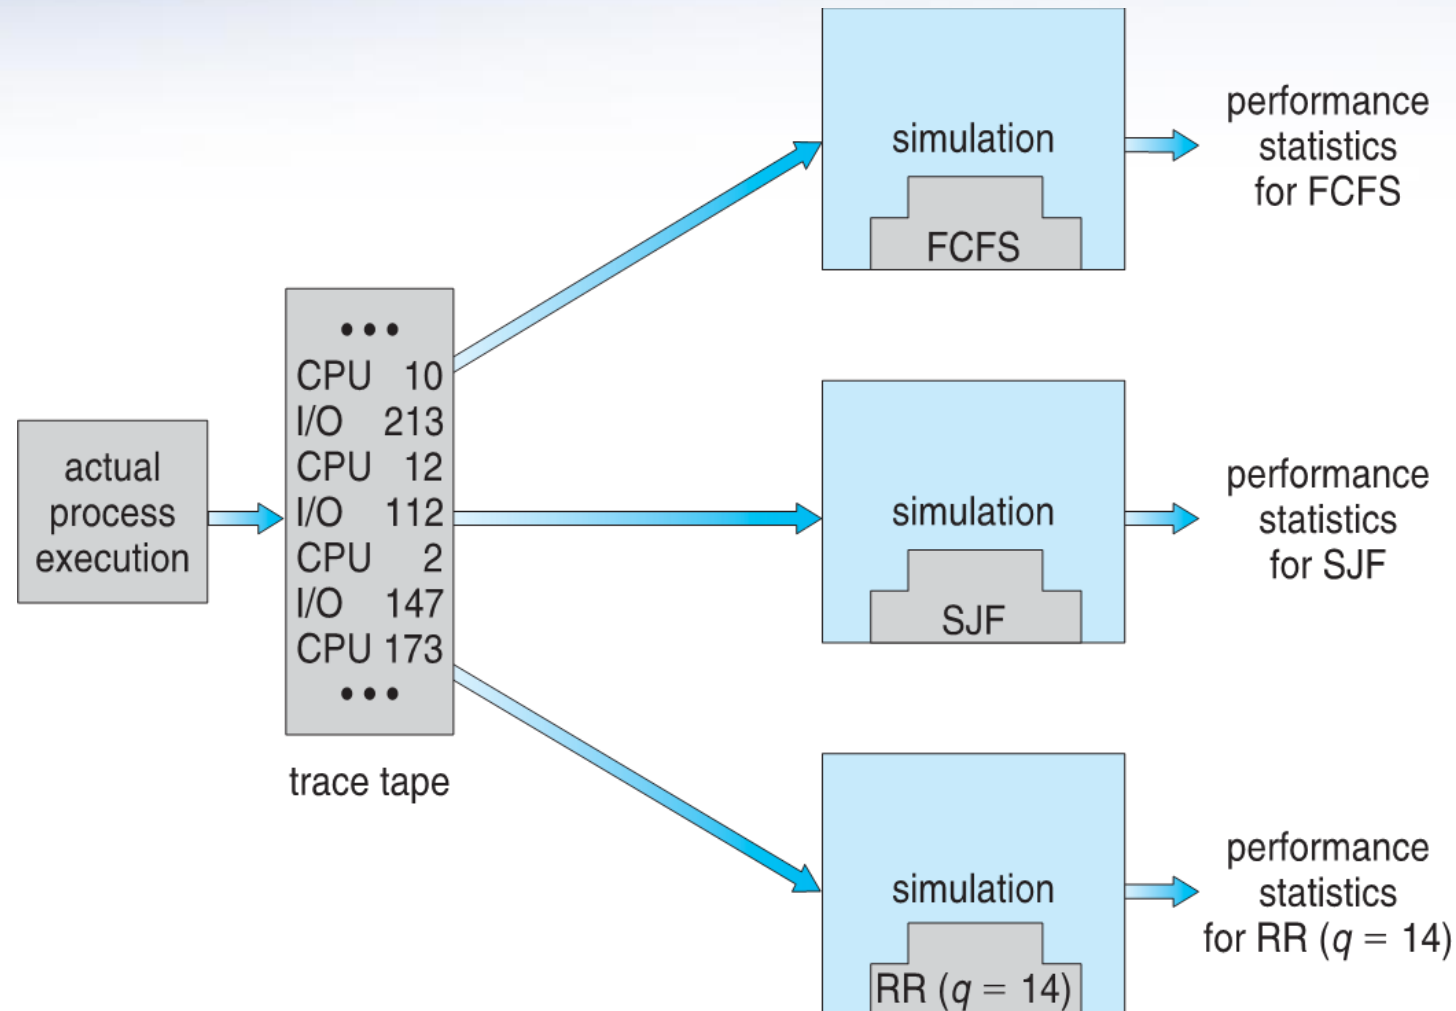 actual
process
execution
•••
CPU 10
I/O 213
CPU 12
I/O 112
CPU 2
I/O 147
CPU 173
•••
trace tape
simulation
FCFS
performance
statistics
for FCFS
simulation
SJF
performance
statistics
for SJF
simulation
RR (q = 14)
performance
statistics
for RR (q = 14)